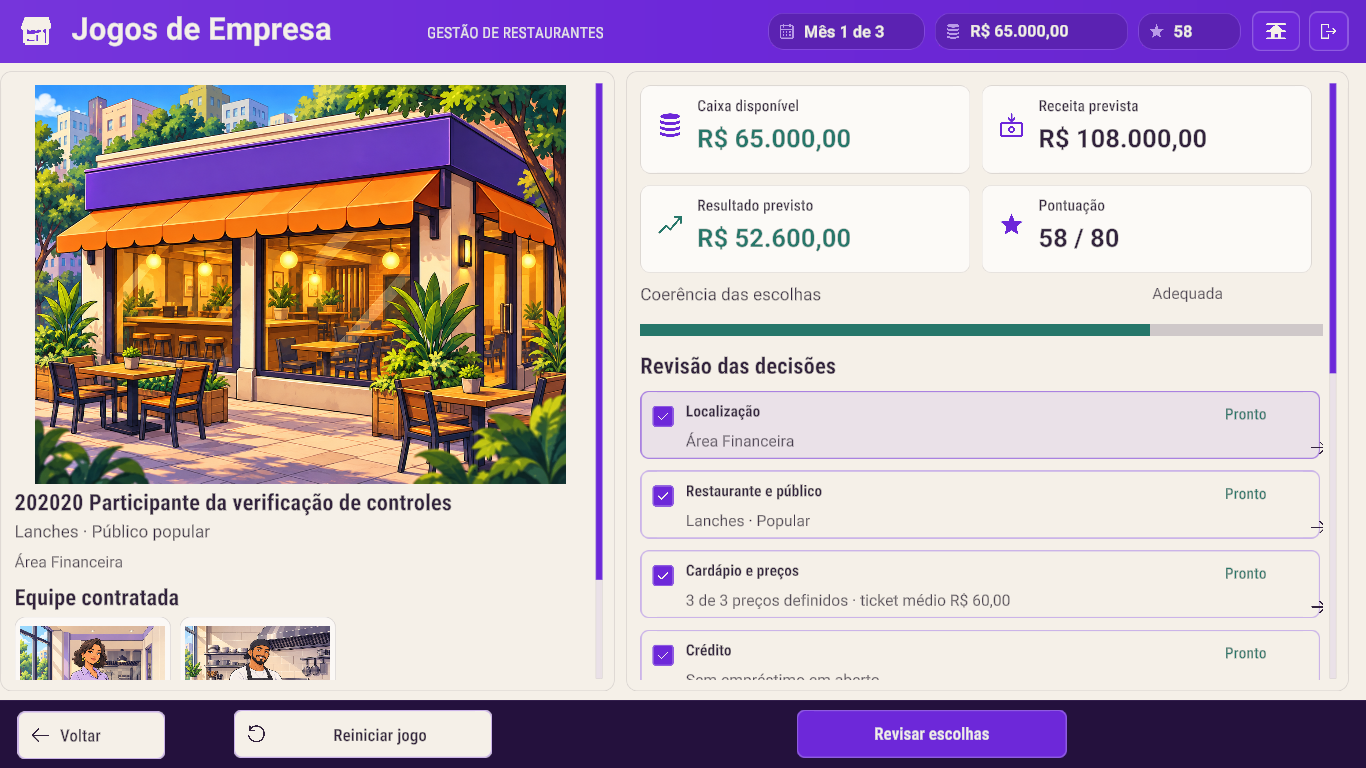 Jogos de Empresa
GESTÃO DE RESTAURANTES
Mês 1 de 3
R$ 65.000,00
58
202020 Participante da verificação de controles
Lanches · Público popular
Área Financeira
Equipe contratada
Caixa disponível
R$ 65.000,00
Receita prevista
R$ 108.000,00
Resultado previsto
R$ 52.600,00
Pontuação
58 / 80
Coerência das escolhas
Adequada
Revisão das decisões
Localização
Pronto
Área Financeira
Restaurante e público
Pronto
Lanches · Popular
Cardápio e preços
Pronto
3 de 3 preços definidos · ticket médio R$ 60,00
Crédito
Pronto
Sem empréstimo em aberto
Voltar
Reiniciar jogo
Revisar escolhas